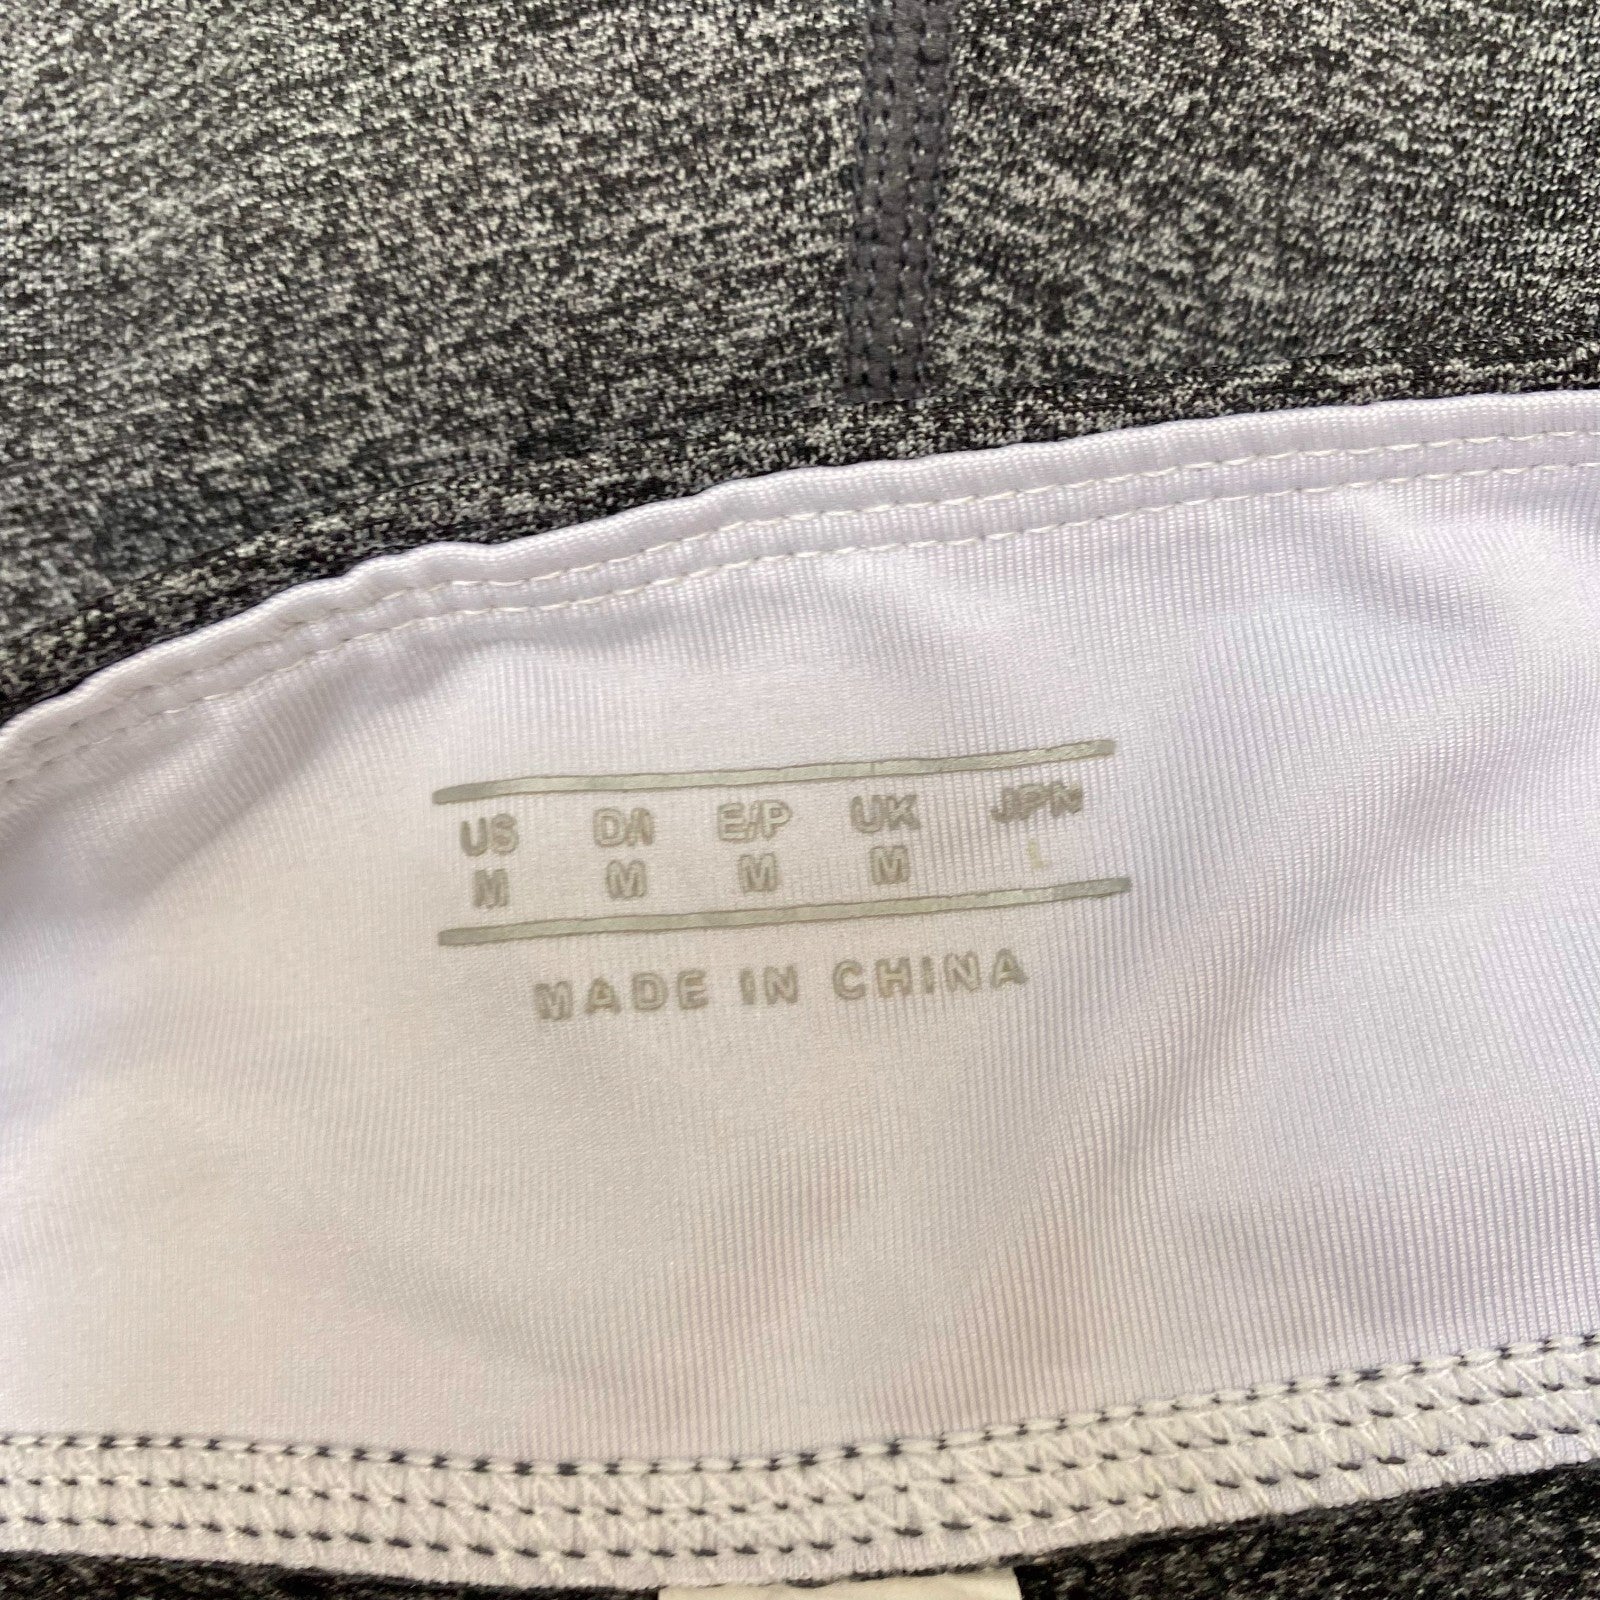 US D/I E/P UK JPN
M M M M L
MADE IN CHINA